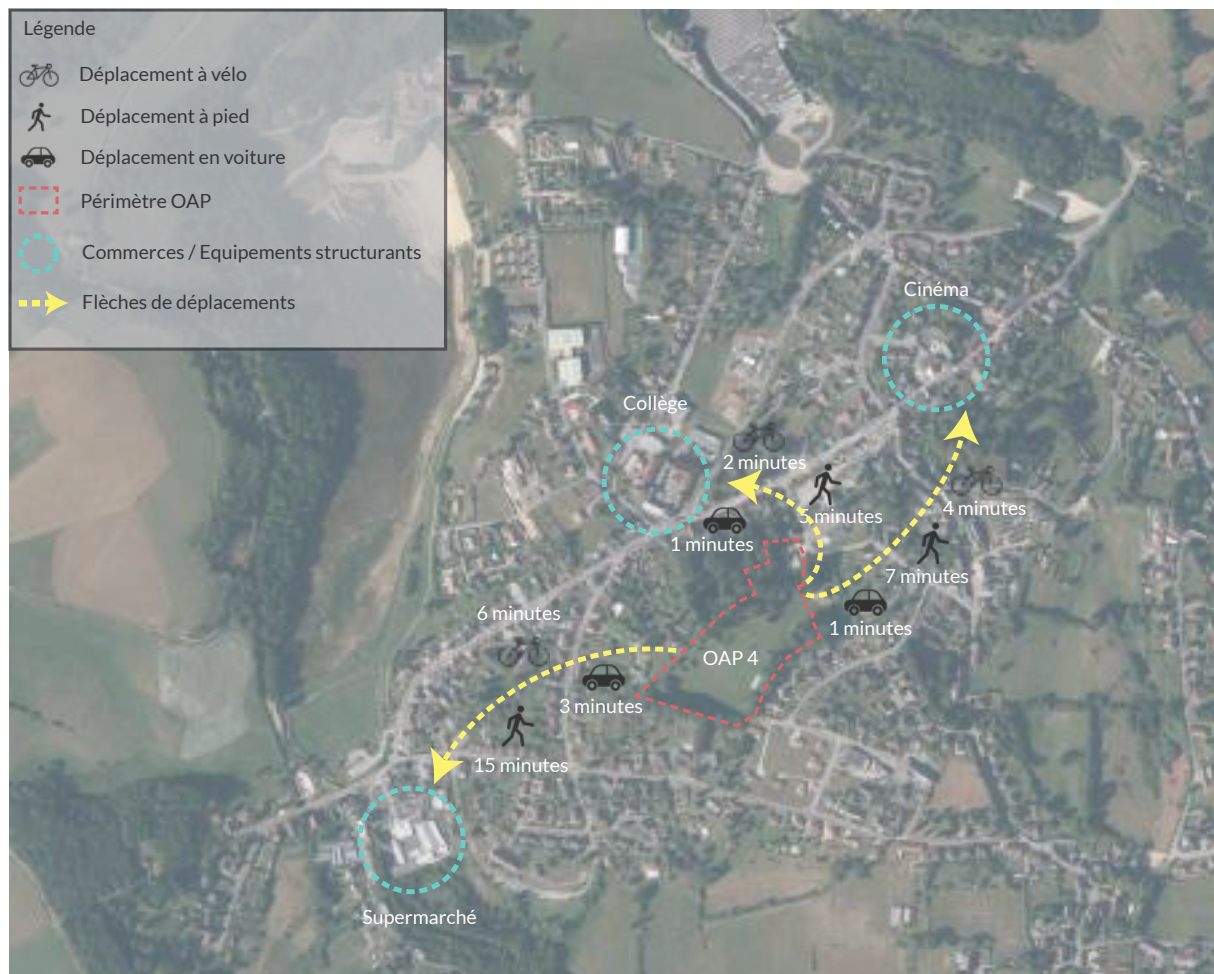 Légende
Déplacement à vélo
Déplacement à pied
Déplacement en voiture
Périmètre OAP
Commerces / Equipements structurants
Flèches de déplacements
Cinéma
Collège
2 minutes
4 minutes
5 minutes
1 minutes
7 minutes
6 minutes
1 minutes
OAP 4
3 minutes
15 minutes
Supermarché